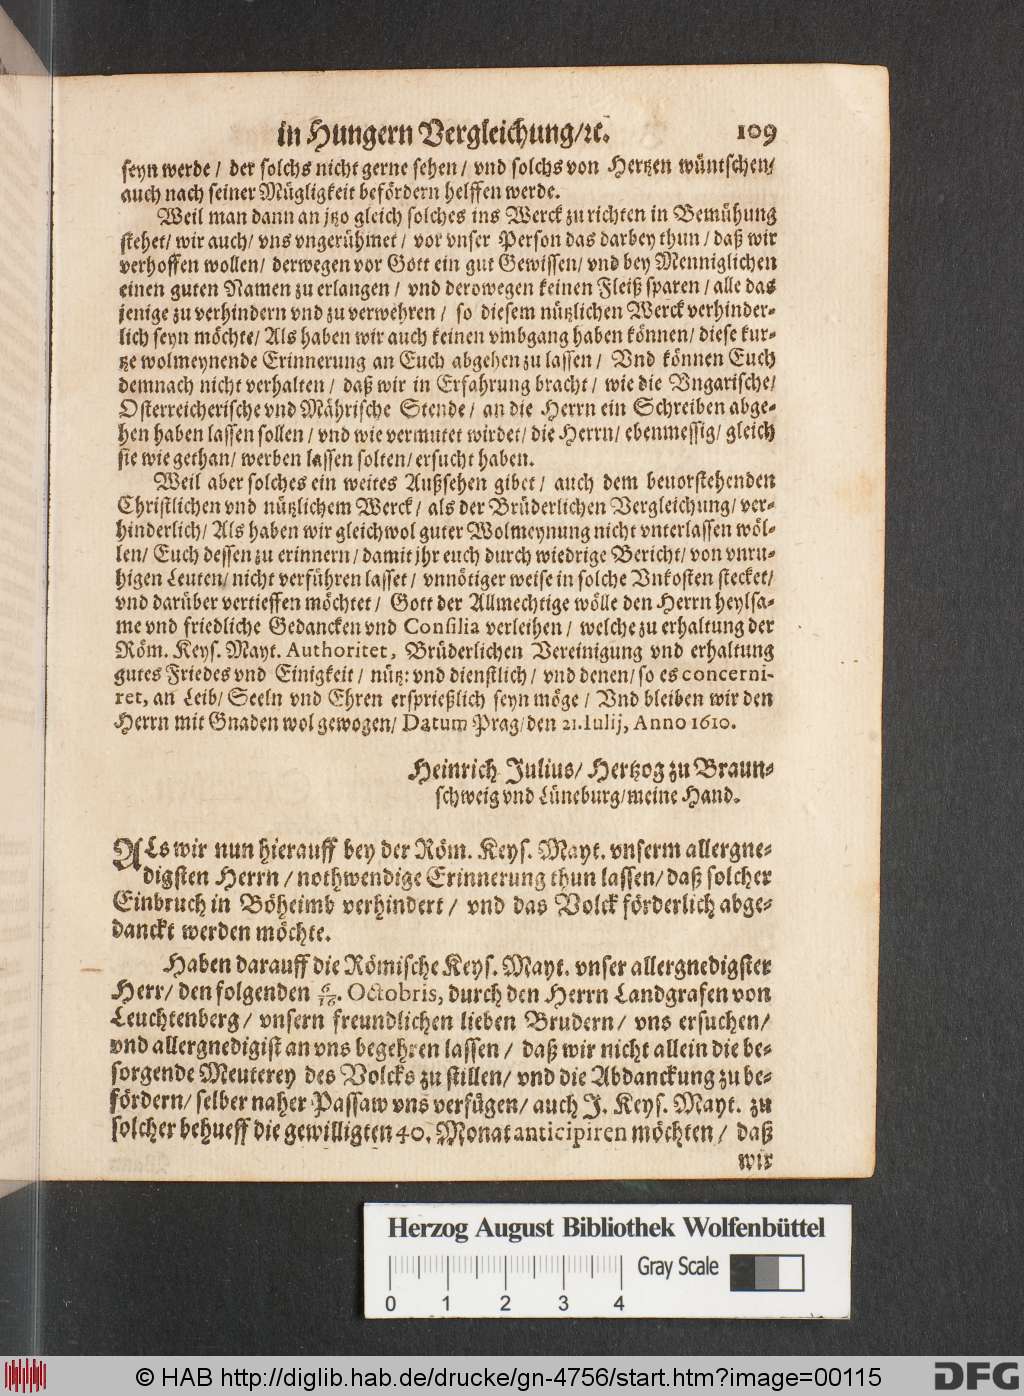 in Hungern Vergleichung/ꝛc. 109
seyn werde / der solchs nicht gerne sehen / vnd solchs von Hertzen wüntschen/
auch nach seiner Mügligkeit befördern helffen werde.
Weil man dann an jtzo gleich solches ins Werck zu richten in Bemühung
stehet/ wir auch/ vns vngerühmet / vor vnser Person das darbey thun / daß wir
verhoffen wollen/ derwegen vor Gott ein gut Gewissen/ vnd bey Menniglichen
einen guten Namen zu erlangen / vnd derowegen keinen Fleiß sparen / alle das
jenige zu verhindern vnd zu verwehren / so diesem nützlichen Werck verhinder-
lich seyn möchte/ Als haben wir auch keinen vmbgang haben können/ diese kur-
tze wolmeynende Erinnerung an Euch abgehen zu lassen / Vnd können Euch
demnach nicht verhalten / daß wir in Erfahrung bracht / wie die Vngarische/
Osterreicherische vnd Mährische Stende / an die Herrn ein Schreiben abge-
hen haben lassen sollen / vnd wie vermutet wirdet/ die Herrn/ ebenmessig/ gleich
sie wie gethan/ werben lassen solten/ ersucht haben.
Weil aber solches ein weites Außsehen gibet / auch dem beuorstehenden
Christlichen vnd nützlichem Werck / als der Brüderlichen Vergleichung/ ver-
hinderlich/ Als haben wir gleichwol guter Wolmeynung nicht vnterlassen wöl-
len/ Euch dessen zu erinnern / damit jhr euch durch wiedrige Bericht/ von vnru-
higen Leuten/ nicht verführen lasset / vnnötiger weise in solche Vnkosten stecket/
vnd darüber vertieffen möchtet / Gott der Allmechtige wölle den Herrn heylsa-
me vnd friedliche Gedancken vnd Consilia verleihen / welche zu erhaltung der
Röm. Keys. Mayt. Authoritet, Brüderlichen Vereinigung vnd erhaltung
gutes Friedes vnd Einigkeit / nütz: vnd dienstlich / vnd denen/ so es concerni-
ret, an Leib/ Seeln vnd Ehren ersprießlich seyn möge / Vnd bleiben wir den
Herrn mit Gnaden wol gewogen/ Datum Prag/ den 21. Iulij, Anno 1610.
Heinrich Julius/ Hertzog zu Braun-
schweig vnd Lüneburg/ meine Hand.
ALs wir nun hierauff bey der Röm. Keys. Mayt. vnserm allergne-
digsten Herrn / nothwendige Erinnerung thun lassen/ daß solcher
Einbruch in Böheimb verhindert / vnd das Volck förderlich abge-
danckt werden möchte.
Haben darauff die Römische Keys. Mayt. vnser allergnedigster
Herr/ den folgenden 6/16. Octobris, durch den Herrn Landgrafen von
Leuchtenberg / vnsern freundlichen lieben Brudern / vns ersuchen/
vnd allergnedigist an vns begehren lassen / daß wir nicht allein die be-
sorgende Meuterey des Volcks zu stillen/ vnd die Abdanckung zu be-
fördern/ selber naher Passaw vns verfügen/ auch J. Keys. Mayt. zu
solcher behueff die gewilligten 40. Monat anticipiren möchten / daß
wir
Herzog August Bibliothek Wolfenbüttel
Gray Scale
0 1 2 3 4
© HAB http://diglib.hab.de/drucke/gn-4756/start.htm?image=00115
DFG